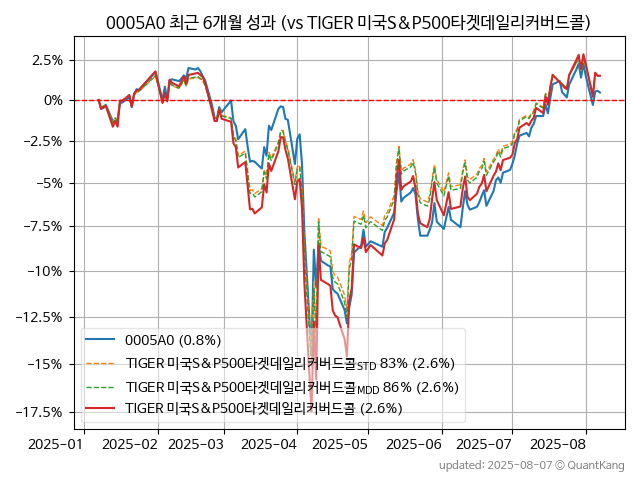 0005A0 최근 6개월 성과 (vs TIGER 미국S&P500타겟데일리커버드콜)
2.5%
0%
−2.5%
−5%
−7.5%
−10%
−12.5%
−15%
−17.5%
0005A0 (0.8%)
TIGER 미국S&P500타겟데일리커버드콜STD 83% (2.6%)
TIGER 미국S&P500타겟데일리커버드콜MDD 86% (2.6%)
TIGER 미국S&P500타겟데일리커버드콜 (2.6%)
2025-01 2025-02 2025-03 2025-04 2025-05 2025-06 2025-07 2025-08
updated: 2025-08-07 © QuantKang